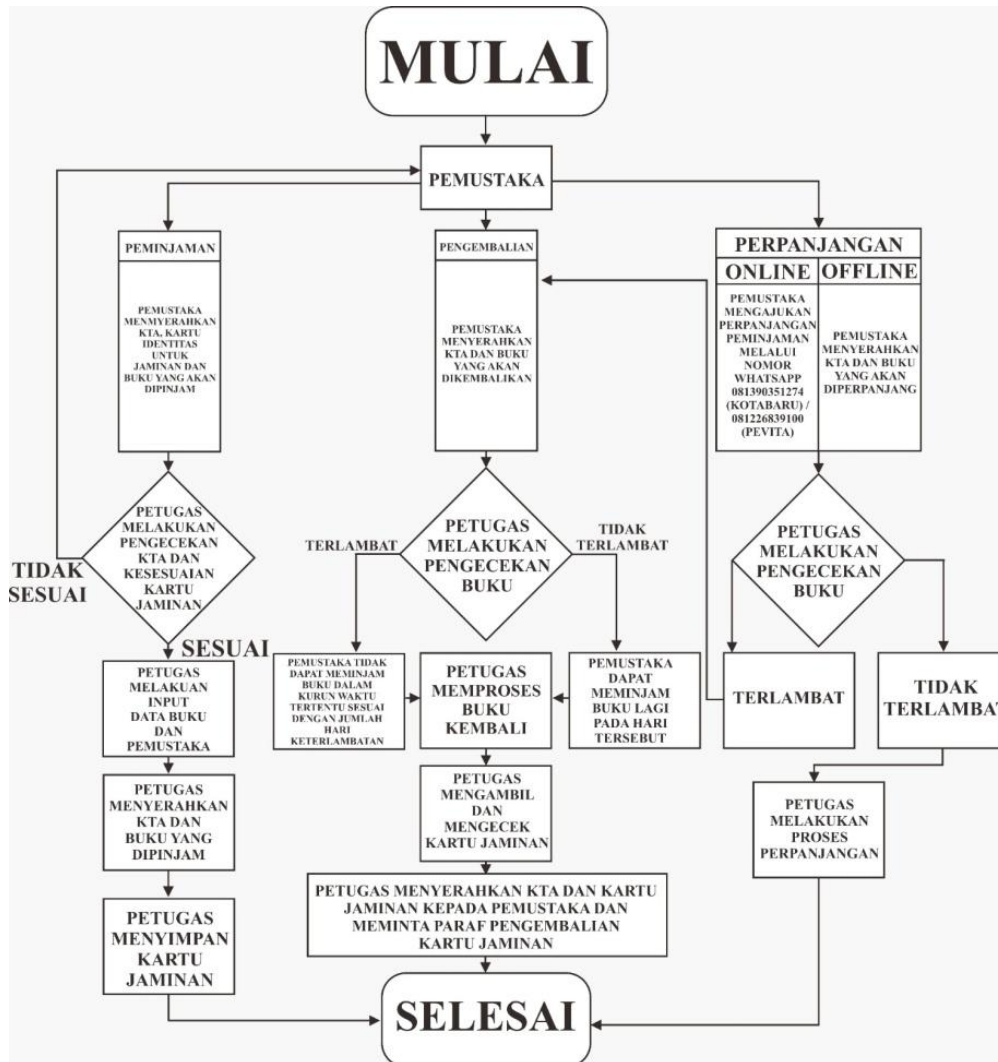 MULAI
PEMUSTAKA
PEMINJAMAN
PEMUSTAKA
MENMYERAHKAN
KTA, KARTU
IDENTITAS
UNTUK
JAMINAN DAN
BUKU YANG AKAN
DIPINJAM
PENGEMBALIAN
PEMUSTAKA
MENYERAHKAN
KTA DAN BUKU
YANG AKAN
DIKEMBALIKAN
PERPANJANGAN
ONLINE
OFFLINE
PEMUSTAKA
MENGAJUKAN
PERPANJANGAN
PEMINJAMAN
MELALUI
NOMOR
WHATSAPP
081390351274
(KOTABARU) /
081226839100
(PEVITA)
PEMUSTAKA
MENYERAHKAN
KTA DAN BUKU
YANG AKAN
DIPERPANJANG
PETUGAS
MELAKUKAN
PENGECEKAN
KTA DAN
KESESUAIAN
KARTU
JAMINAN
TIDAK
SESUAI
SESUAI
PETUGAS
MELAKUKAN
PENGECEKAN
BUKU
TERLAMBAT
TIDAK
TERLAMBAT
PETUGAS
MELAKUKAN
PENGECEKAN
BUKU
PETUGAS
MELAKUAN
INPUT
DATA BUKU
DAN
PEMUSTAKA
PEMUSTAKA TIDAK
DAPAT MEMINJAM
BUKU DALAM
KURUN WAKTU
TERTENTU SESUAI
DENGAN JUMLAH
HARI
KETERLAMBATAN
PETUGAS
MEMPROSES
BUKU
KEMBALI
PEMUSTAKA
DAPAT
MEMINJAM
BUKU LAGI
PADA HARI
TERSEBUT
TERLAMBAT
TIDAK
TERLAMBAT
PETUGAS
MENYERAHKAN
KTA DAN
BUKU YANG
DIPINJAM
PETUGAS
MENGAMBIL
DAN
MENGECEK
KARTU JAMINAN
PETUGAS
MELAKUKAN
PROSES
PERPANJANGAN
PETUGAS
MENYIMPAN
KARTU
JAMINAN
PETUGAS MENYERAHKAN KTA DAN KARTU
JAMINAN KEPADA PEMUSTAKA DAN
MEMINTA PARAF PENGEMBALIAN
KARTU JAMINAN
SELESAI